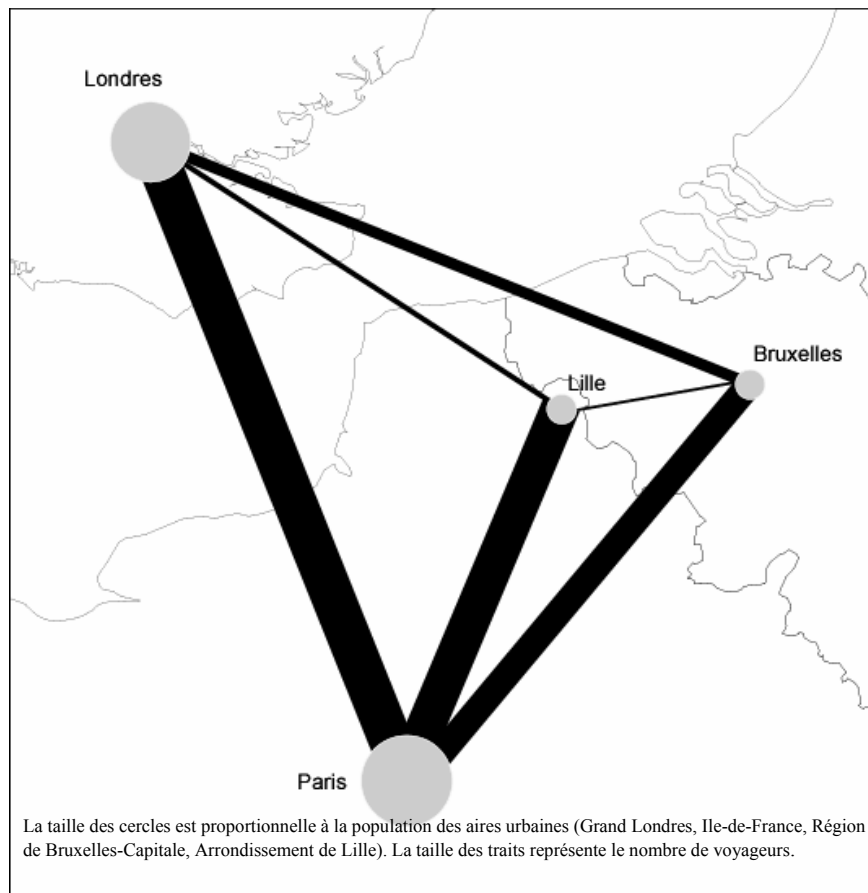 Londres
Bruxelles
Lille
Paris
La taille des cercles est proportionnelle à la population des aires urbaines (Grand Londres, Ile-de-France, Région
de Bruxelles-Capitale, Arrondissement de Lille). La taille des traits représente le nombre de voyageurs.